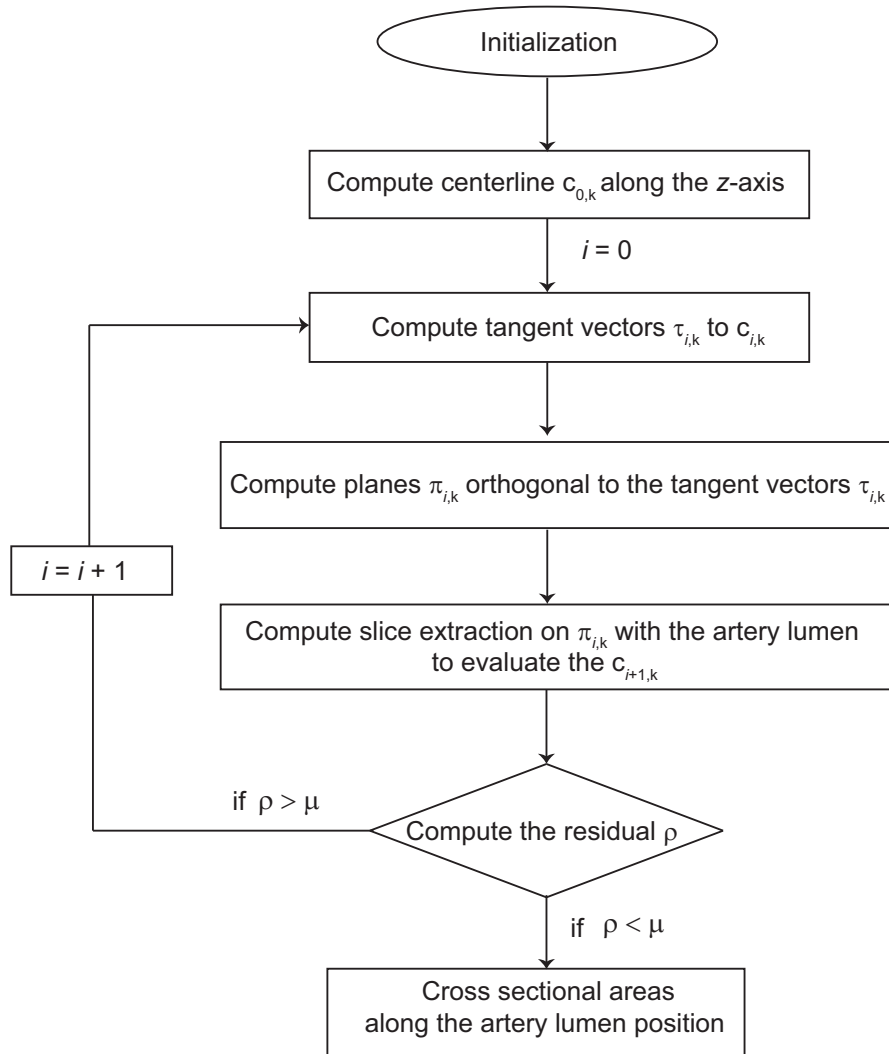 Initialization
Compute centerline c0,k along the z-axis
i = 0
Compute tangent vectors τi,k to ci,k
Compute planes πi,k orthogonal to the tangent vectors τi,k
i = i + 1
Compute slice extraction on πi,k with the artery lumen
to evaluate the ci+1,k
if ρ > μ
Compute the residual ρ
if ρ < μ
Cross sectional areas
along the artery lumen position